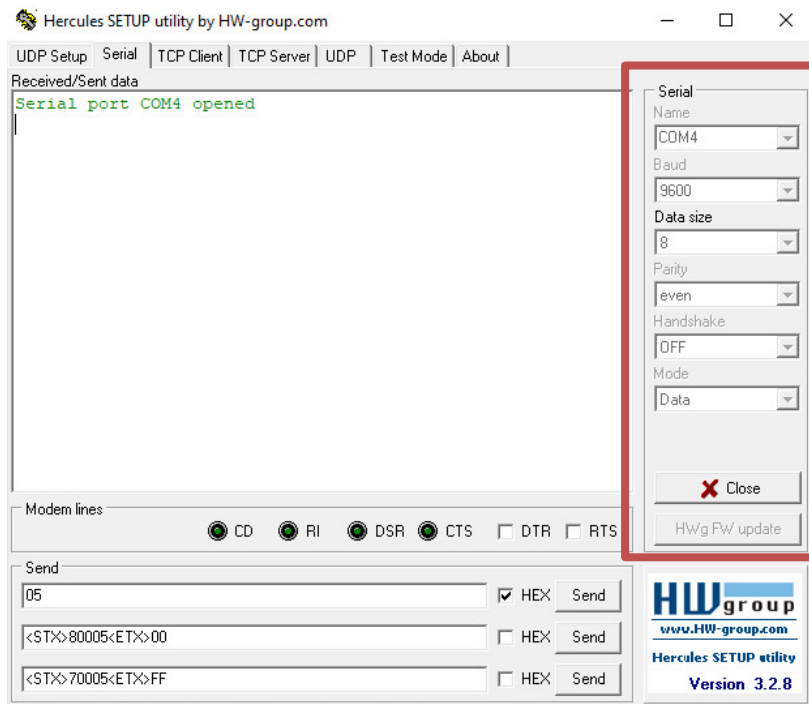 Hercules SETUP utility by HW-group.com
UDP Setup Serial TCP Client TCP Server UDP Test Mode About
Received/Sent data
Serial port COM4 opened
Serial
Name
COM4
Baud
9600
Data size
8
Parity
even
Handshake
OFF
Mode
Data
Close
HWg FW update
Modem lines
CD RI DSR CTS DTR RTS
Send
05 HEX Send
<STX>80005<ETX>00 HEX Send
<STX>70005<ETX>FF HEX Send
HW group
www.HW-group.com
Hercules SETUP utility
Version 3.2.8